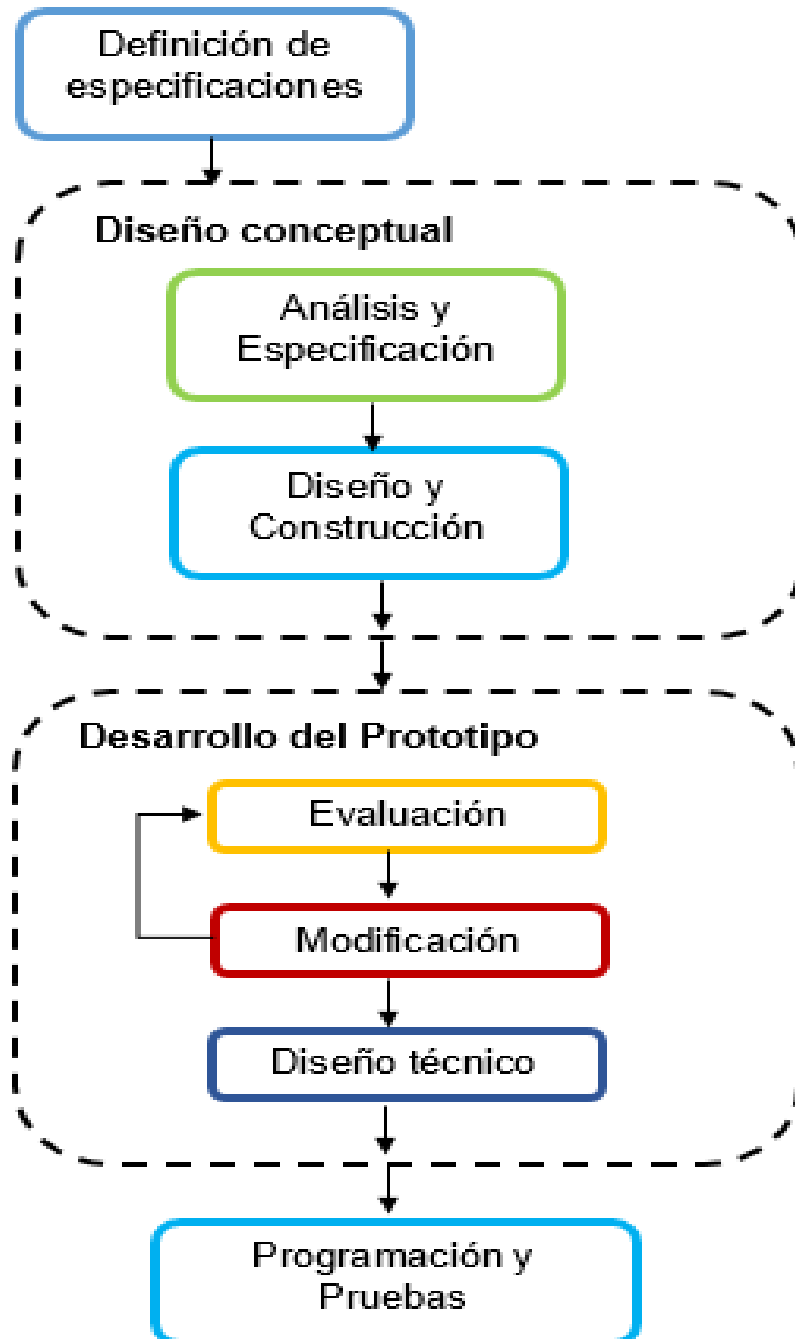 Definición de
especificaciones
Diseño conceptual
Análisis y
Especificación
Diseño y
Construcción
Desarrollo del Prototipo
Evaluación
Modificación
Diseño técnico
Programación y
Pruebas